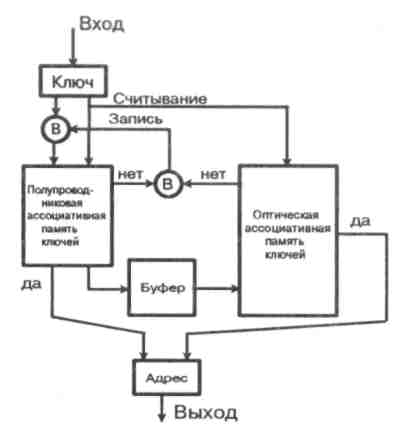 Вход
Ключ
Считывание
Запись
В
нет
В
нет
Полупровод-
никовая
ассоциативная
память
ключей
Оптическая
ассоциативная
память
ключей
да
да
Буфер
Адрес
Выход